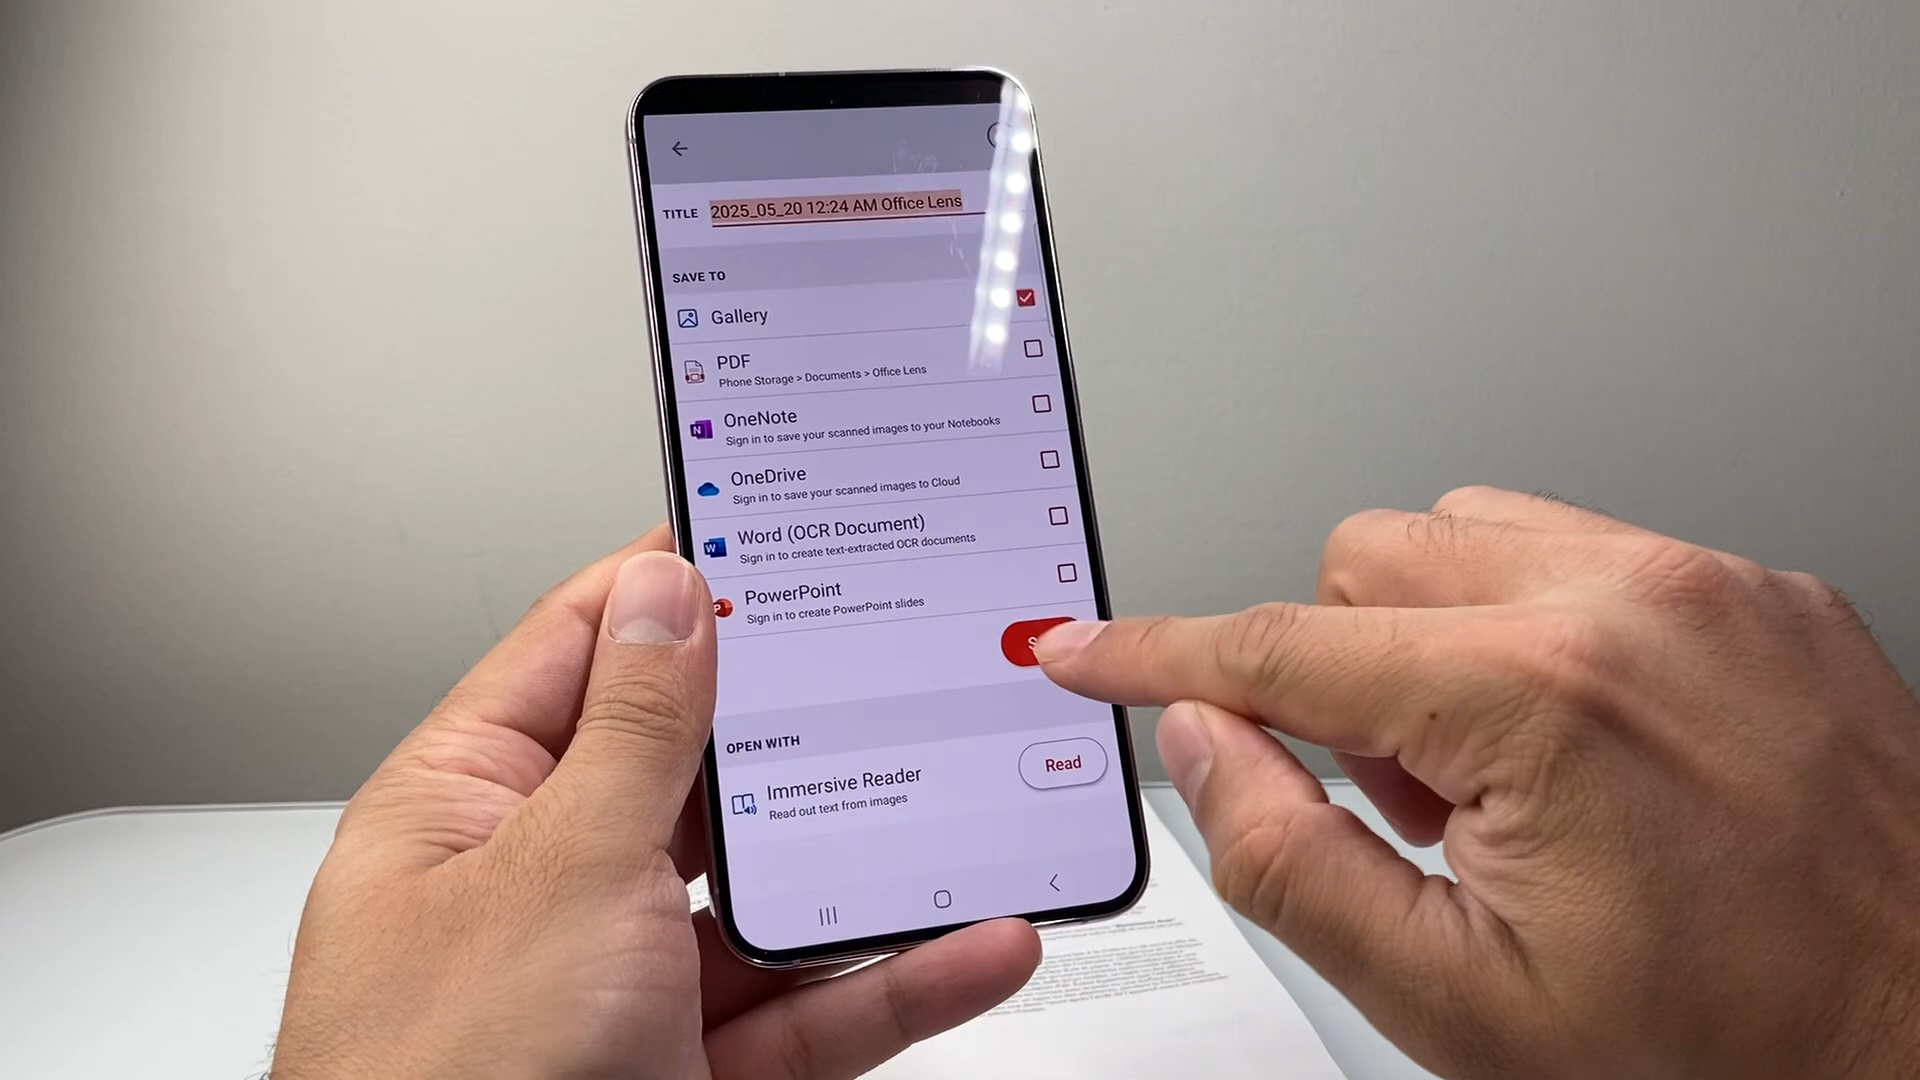 TITLE 2025_05_20 12:24 AM Office Lens
SAVE TO
Gallery
PDF
Phone Storage > Documents > Office Lens
OneNote
Sign in to save your scanned images to your Notebooks
OneDrive
Sign in to save your scanned images to Cloud
Word (OCR Document)
Sign in to create text-extracted OCR documents
PowerPoint
Sign in to create PowerPoint slides
OPEN WITH
Immersive Reader
Read out text from images
Read